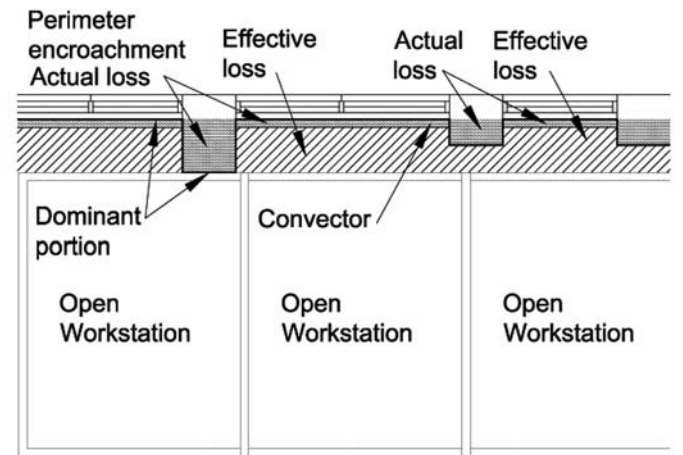 Perimeter
encroachment
Actual loss
Effective
loss
Actual
loss
Effective
loss
Dominant
portion
Convector
Open
Workstation
Open
Workstation
Open
Workstation